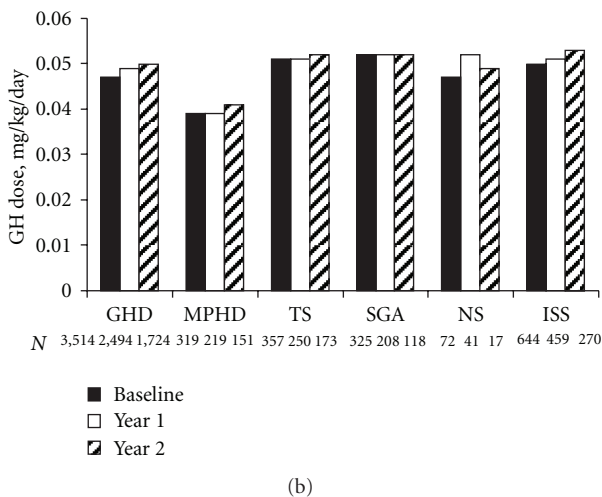 0.06
0.05
0.04
0.03
0.02
0.01
0
GH dose, mg/kg/day
GHD MPHD TS SGA NS ISS
N 3,514 2,494 1,724 319 219 151 357 250 173 325 208 118 72 41 17 644 459 270
Baseline
Year 1
Year 2
(b)